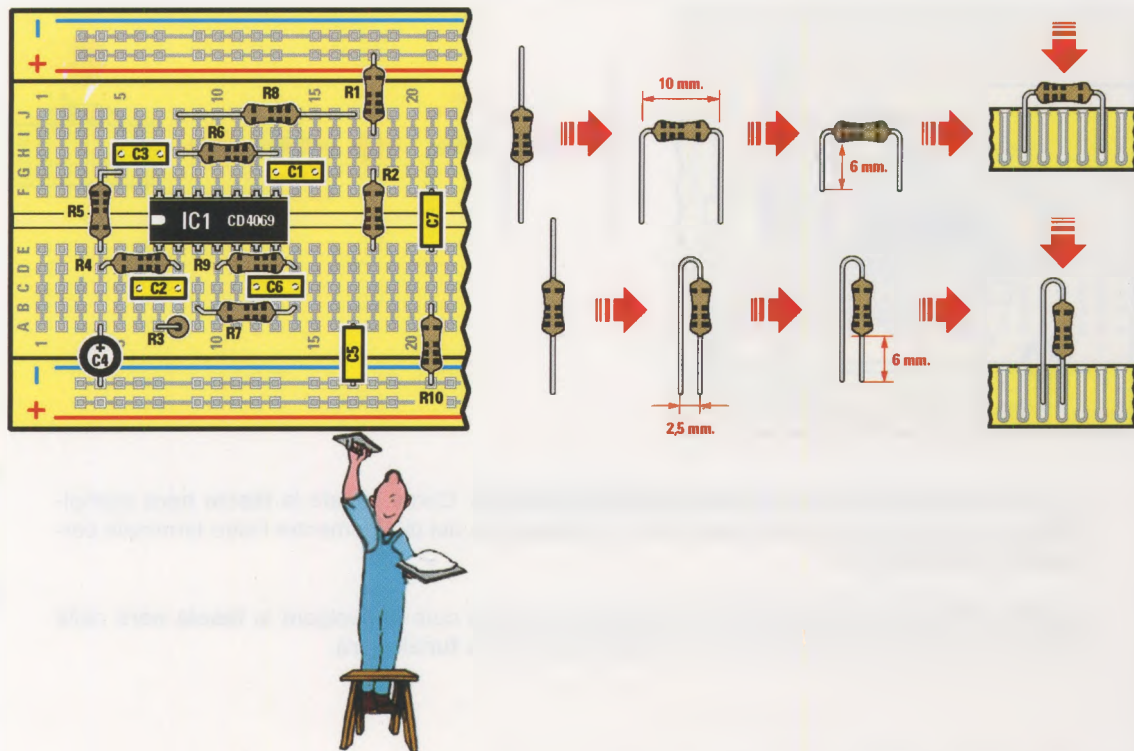 − −
+ +
1 5 10 15 20
J
I
H
G
F
E
D
C
B
A
R8
R1
R6
C3
C1
R2
R5
IC1 CD4069
C7
R4
R9
C2
C6
R3
R7
1 5 10 15 20
+
C4
C5
R10
− 
+
10 mm.
6 mm.
6 mm.
2,5 mm.